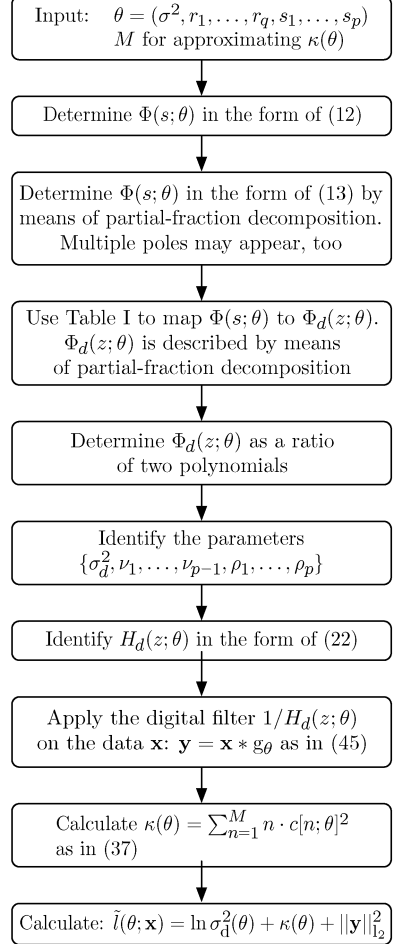 Input: θ = (σ², r₁, . . . , r_q, s₁, . . . , s_p)
M for approximating κ(θ)
Determine Φ(s; θ) in the form of (12)
Determine Φ(s; θ) in the form of (13) by
means of partial-fraction decomposition.
Multiple poles may appear, too
Use Table I to map Φ(s; θ) to Φ_d(z; θ).
Φ_d(z; θ) is described by means
of partial-fraction decomposition
Determine Φ_d(z; θ) as a ratio
of two polynomials
Identify the parameters
{σ_d², ν₁, . . . , ν_{p−1}, ρ₁, . . . , ρ_p}
Identify H_d(z; θ) in the form of (22)
Apply the digital filter 1/H_d(z; θ)
on the data x: y = x ∗ g_θ as in (45)
Calculate κ(θ) = ∑_{n=1}^{M} n · c[n; θ]²
as in (37)
Calculate: l̃(θ; x) = ln σ_d²(θ) + κ(θ) + ||y||²_{l₂}